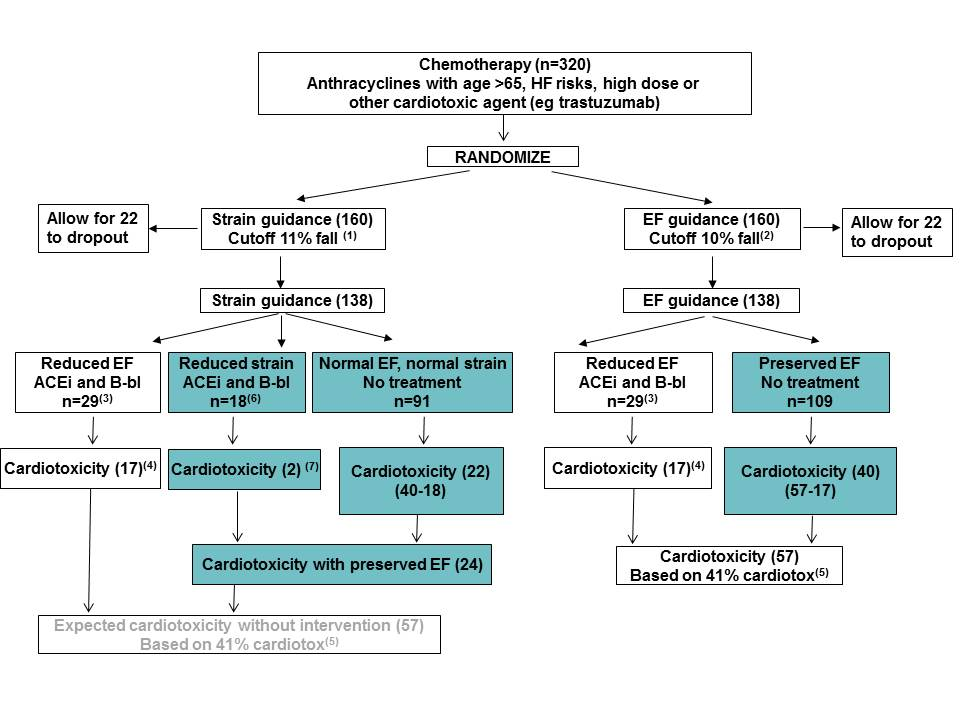 Chemotherapy (n=320)
Anthracyclines with age >65, HF risks, high dose or
other cardiotoxic agent (eg trastuzumab)
RANDOMIZE
Allow for 22
to dropout
Strain guidance (160)
Cutoff 11% fall (1)
EF guidance (160)
Cutoff 10% fall(2)
Allow for 22
to dropout
Strain guidance (138)
EF guidance (138)
Reduced EF
ACEi and B-bl
n=29(3)
Reduced strain
ACEi and B-bl
n=18(6)
Normal EF, normal strain
No treatment
n=91
Reduced EF
ACEi and B-bl
n=29(3)
Preserved EF
No treatment
n=109
Cardiotoxicity (17)(4)
Cardiotoxicity (2) (7)
Cardiotoxicity (22)
(40-18)
Cardiotoxicity (17)(4)
Cardiotoxicity (40)
(57-17)
Cardiotoxicity with preserved EF (24)
Cardiotoxicity (57)
Based on 41% cardiotox(5)
Expected cardiotoxicity without intervention (57)
Based on 41% cardiotox(5)